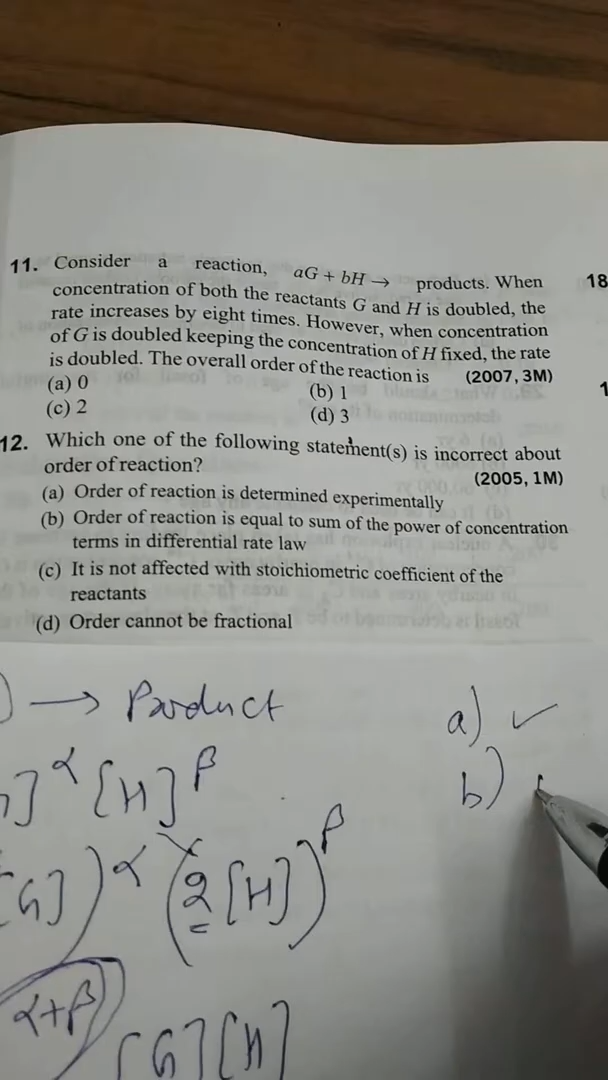 11. Consider a reaction, aG + bH → products. When
concentration of both the reactants G and H is doubled, the
rate increases by eight times. However, when concentration
of G is doubled keeping the concentration of H fixed, the rate
is doubled. The overall order of the reaction is (2007, 3M)
(a) 0 (b) 1
(c) 2 (d) 3
12. Which one of the following statement(s) is incorrect about
order of reaction? (2005, 1M)
(a) Order of reaction is determined experimentally
(b) Order of reaction is equal to sum of the power of concentration
terms in differential rate law
(c) It is not affected with stoichiometric coefficient of the
reactants
(d) Order cannot be fractional
18
1
) → Product
]^α [H]^β
[G])^α (2[H])^β
α+β [G][H]
a) ✓
b)